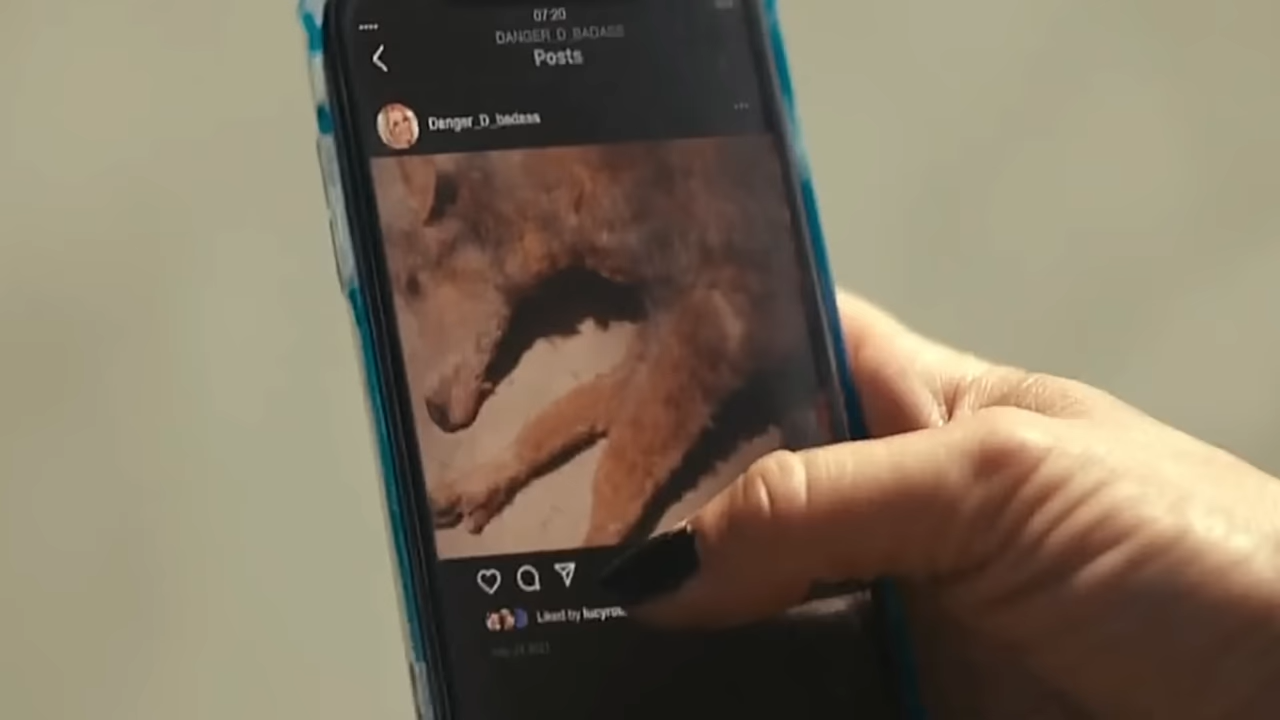 07:20
DANGER_D_BADASS
Posts
Danger_D_badass
Liked by